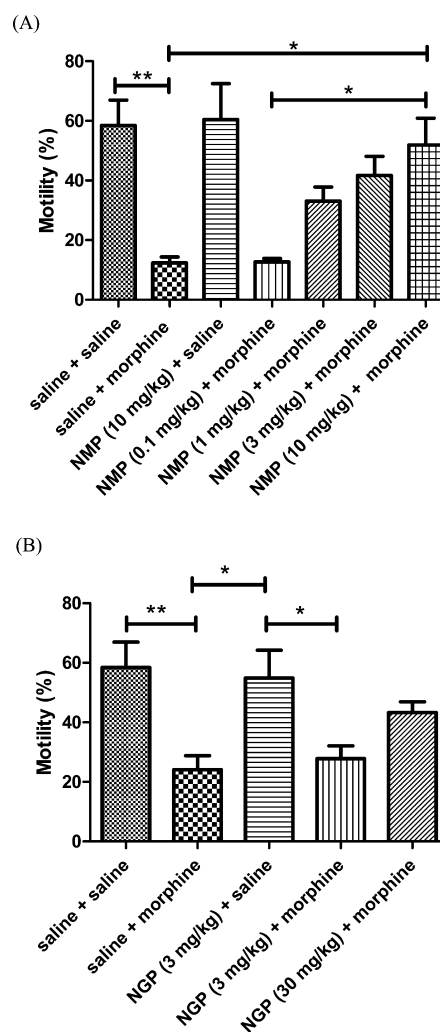 (A)
*
**
*
80
60
40
20
0
Motility (%)
saline + saline
saline + morphine
NMP (10 mg/kg) + saline
NMP (0.1 mg/kg) + morphine
NMP (1 mg/kg) + morphine
NMP (3 mg/kg) + morphine
NMP (10 mg/kg) + morphine
(B)
*
**
*
80
60
40
20
0
Motility (%)
saline + saline
saline + morphine
NGP (3 mg/kg) + saline
NGP (3 mg/kg) + morphine
NGP (30 mg/kg) + morphine